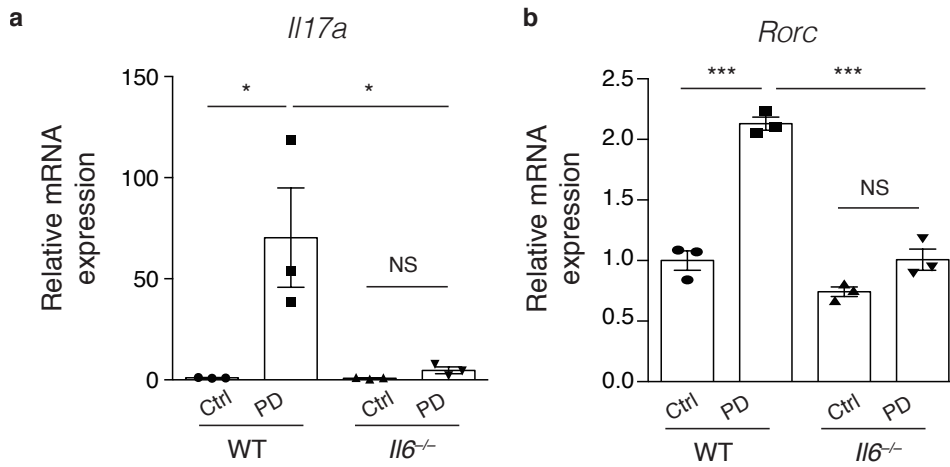 a
Il17a
Relative mRNA
expression
150
100
50
0
*
*
NS
Ctrl
PD
Ctrl
PD
WT
Il6–/–
b
Rorc
Relative mRNA
expression
2.5
2.0
1.5
1.0
0.5
0.0
***
***
NS
Ctrl
PD
Ctrl
PD
WT
Il6–/–